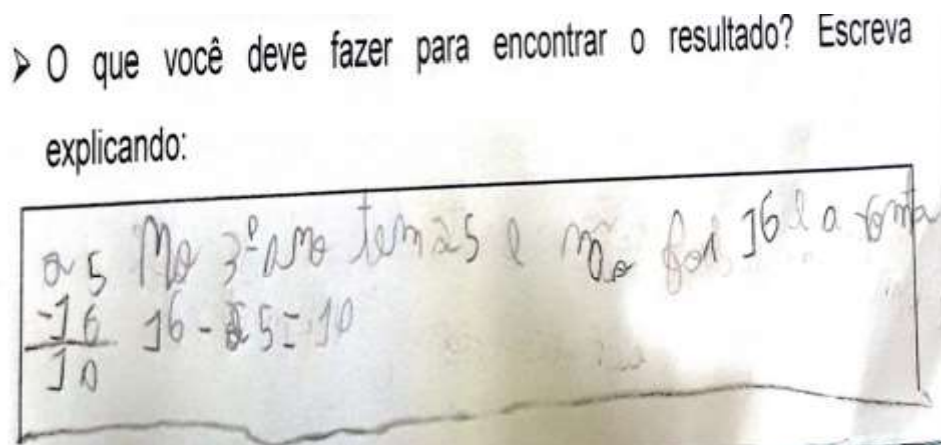 ➢ O que você deve fazer para encontrar o resultado? Escreva
explicando:
25 No 3º ano tem 25 e não foi 16 e a conta
-16 16-25=10
10